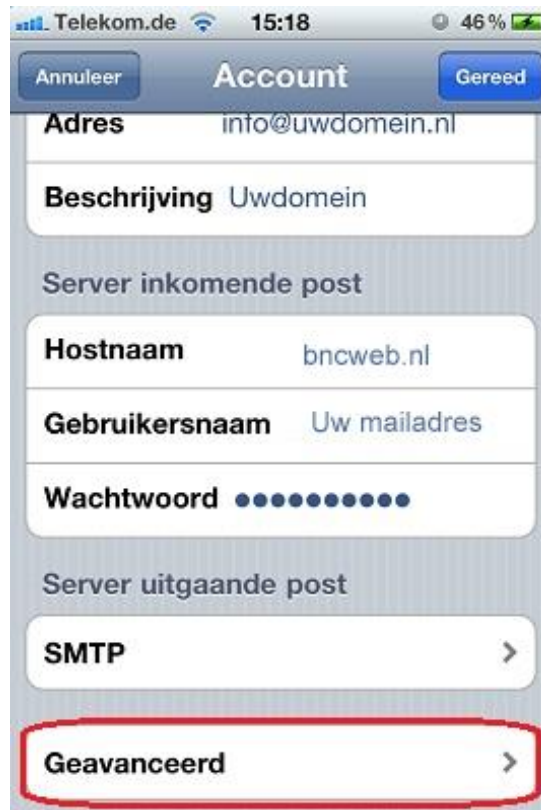 Telekom.de 15:18 46 %
Annuleer Account Gereed
Adres info@uwdomein.nl
Beschrijving Uwdomein
Server inkomende post
Hostnaam bncweb.nl
Gebruikersnaam Uw mailadres
Wachtwoord ●●●●●●●●●●
Server uitgaande post
SMTP
Geavanceerd